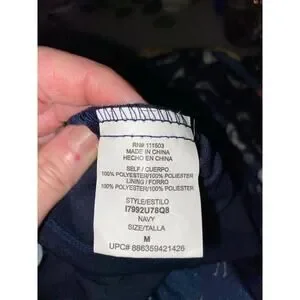 RN# 111503
MADE IN CHINA
HECHO EN CHINA
SELF / CUERPO
100% POLYESTER/100% POLIESTER
LINING / FORRO
100% POLYESTER/100% POLIESTER
STYLE/ESTILO
I7992U78Q8
NAVY
SIZE/TALLA
M
UPC# 886359421426